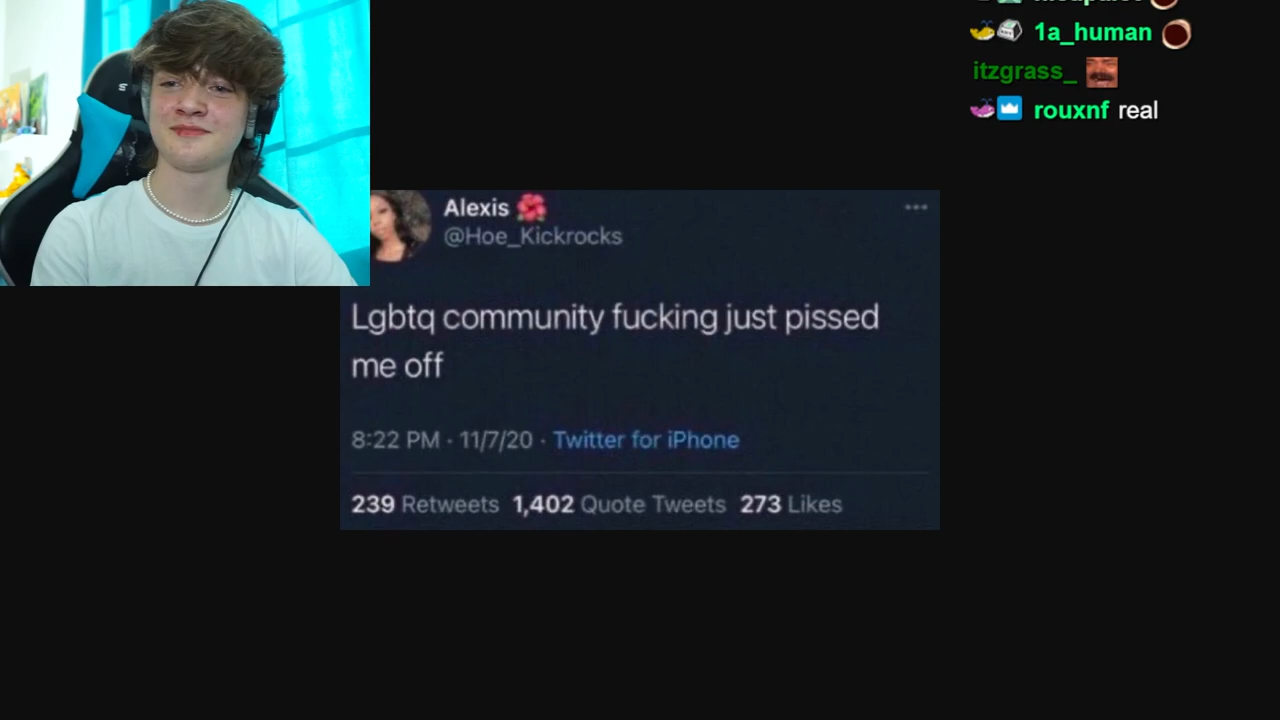 1a_human
itzgrass_
rouxnf real
Alexis
@Hoe_Kickrocks
Lgbtq community fucking just pissed
me off
8:22 PM · 11/7/20 · Twitter for iPhone
239 Retweets 1,402 Quote Tweets 273 Likes